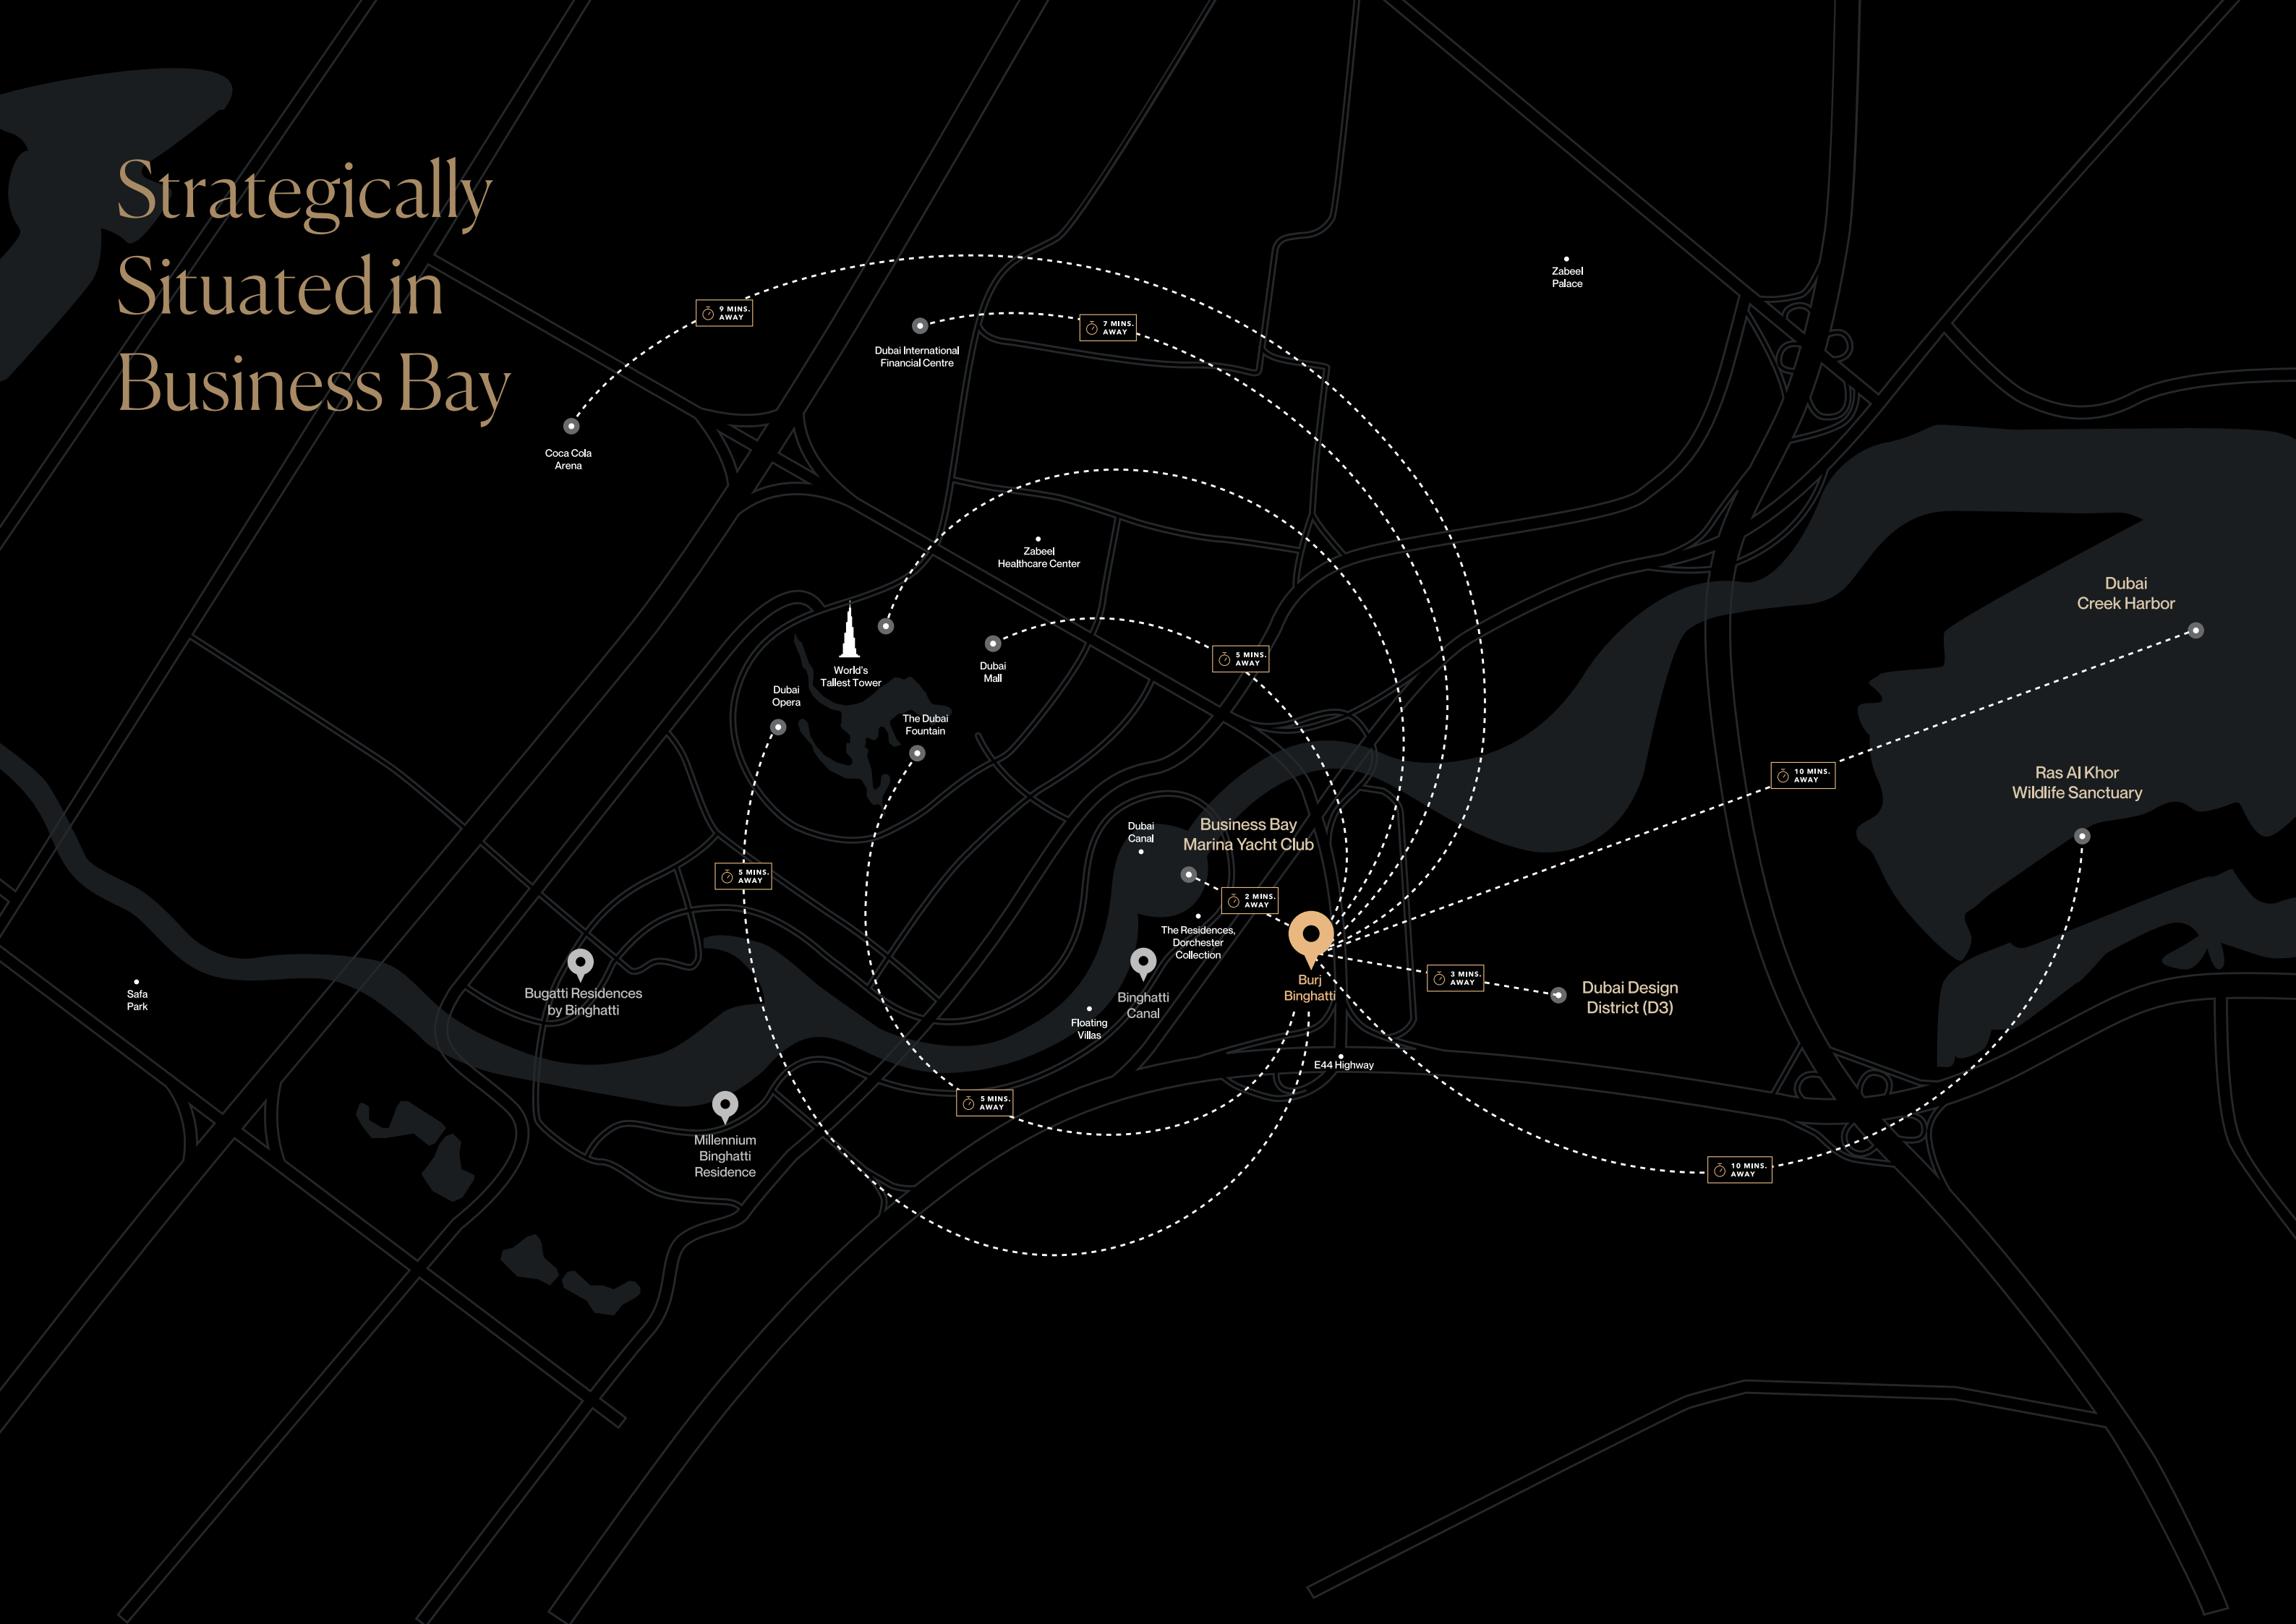 Strategically
Situated in
Business Bay
Zabeel
Palace
9 MINS.
AWAY
7 MINS.
AWAY
Dubai International
Financial Centre
Coca Cola
Arena
Zabeel
Healthcare Center
Dubai
Creek Harbor
World's
Tallest Tower
Dubai
Mall
5 MINS.
AWAY
Dubai
Opera
The Dubai
Fountain
10 MINS.
AWAY
Ras Al Khor
Wildlife Sanctuary
Dubai
Canal
Business Bay
Marina Yacht Club
5 MINS.
AWAY
2 MINS.
AWAY
The Residences,
Dorchester
Collection
Burj
Binghatti
3 MINS.
AWAY
Dubai Design
District (D3)
Safa
Park
Bugatti Residences
by Binghatti
Binghatti
Canal
Floating
Villas
E44 Highway
5 MINS.
AWAY
Millennium
Binghatti
Residence
10 MINS.
AWAY